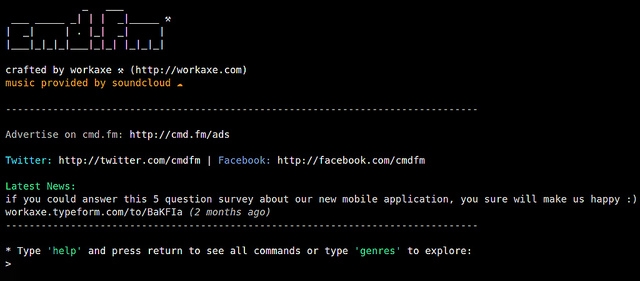 cmd.fm ⚒
crafted by workaxe ⚒ (http://workaxe.com)
music provided by soundcloud ☁
--------------------------------------------------------------------------------
Advertise on cmd.fm: http://cmd.fm/ads
Twitter: http://twitter.com/cmdfm | Facebook: http://facebook.com/cmdfm
Latest News:
if you could answer this 5 question survey about our new mobile application, you sure will make us happy :)
workaxe.typeform.com/to/BaKFIa (2 months ago)
--------------------------------------------------------------------------------
* Type 'help' and press return to see all commands or type 'genres' to explore:
>